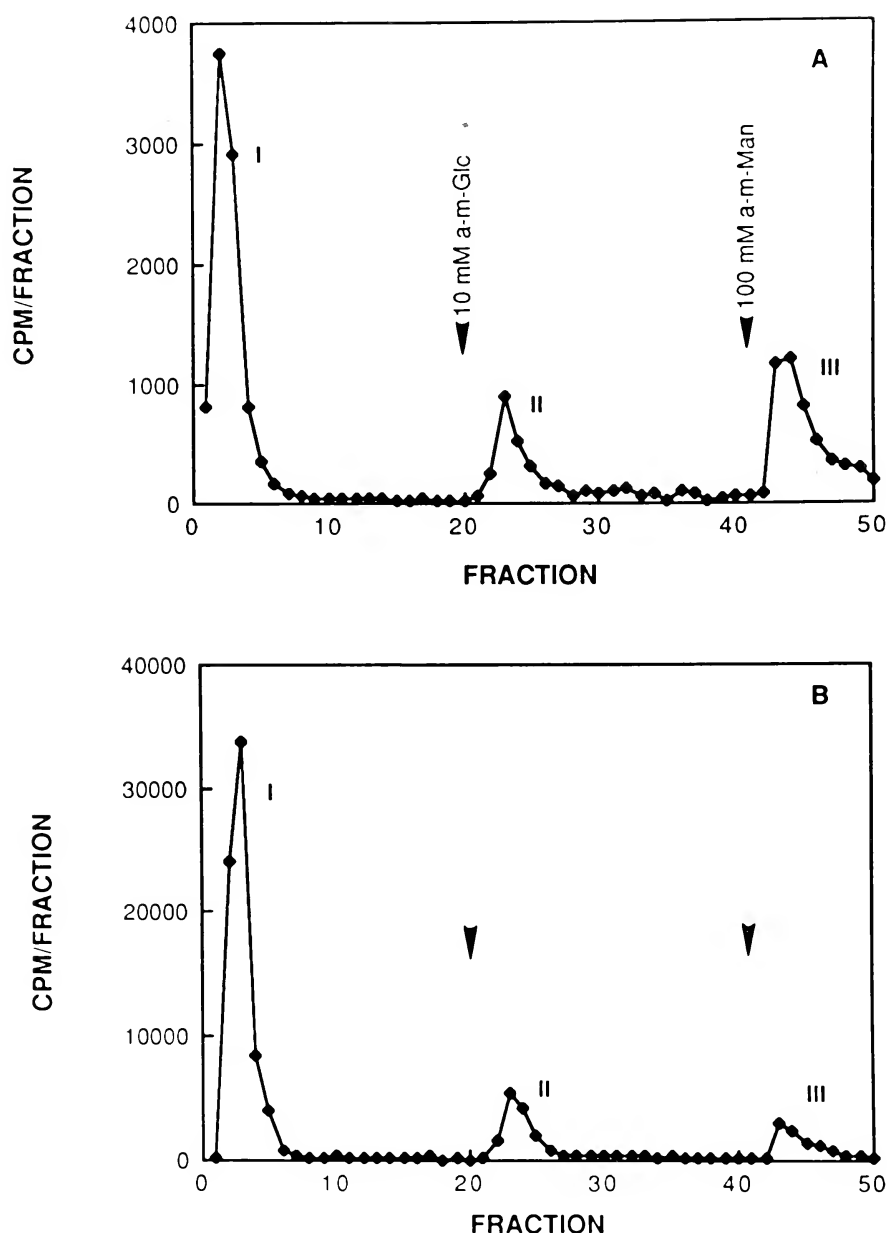 4000
A
3000
I
CPM/FRACTION
2000
10 mM a-m-Glc
100 mM a-m-Man
1000
II
III
0
0 10 20 30 40 50
FRACTION
40000
B
30000
I
CPM/FRACTION
20000
10000
II
III
0
0 10 20 30 40 50
FRACTION